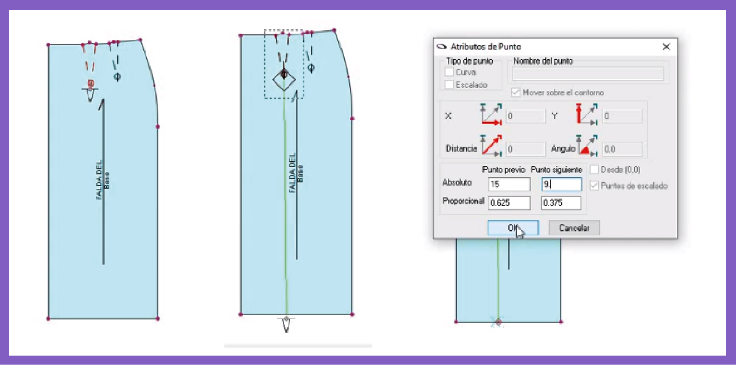 FALDA DEL
Base
FALDA DEL
Base
Atributos de Punto
Tipo de punto
Curva
Escalado
Nombre del punto
Mover sobre el contorno
X 0 Y 0
Distancia 0 Angulo 0,0
Punto previo Punto siguiente Desde (0,0)
Absoluto 15 9. Puntos de escalado
Proporcional 0.625 0.375
OK Cancelar